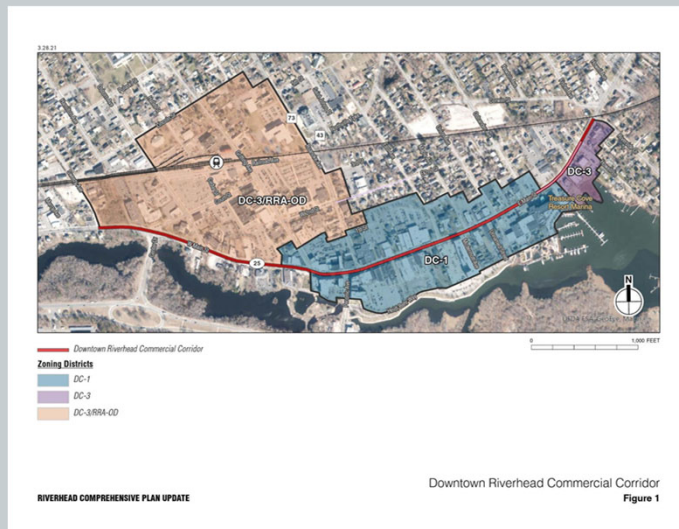 3.26.21
73
43
DC-3/RRA-OD
DC-3
Treasure Cove
Resort Marina
25
DC-1
N
0
1,000 FEET
Downtown Riverhead Commercial Corridor
Zoning Districts
DC-1
DC-3
DC-3/RRA-OD
Downtown Riverhead Commercial Corridor
RIVERHEAD COMPREHENSIVE PLAN UPDATE
Figure 1